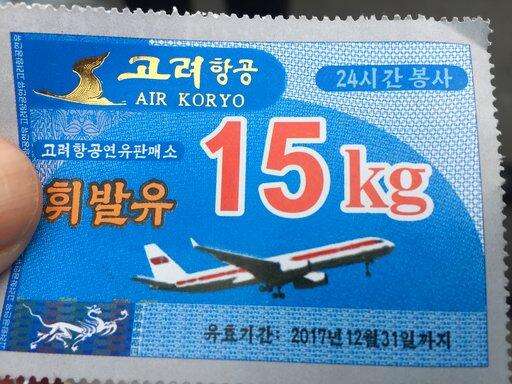 고려항공
AIR KORYO
24시간봉사
고려항공연유판매소
15kg
휘발유
유효기간: 2017년12월31일까지